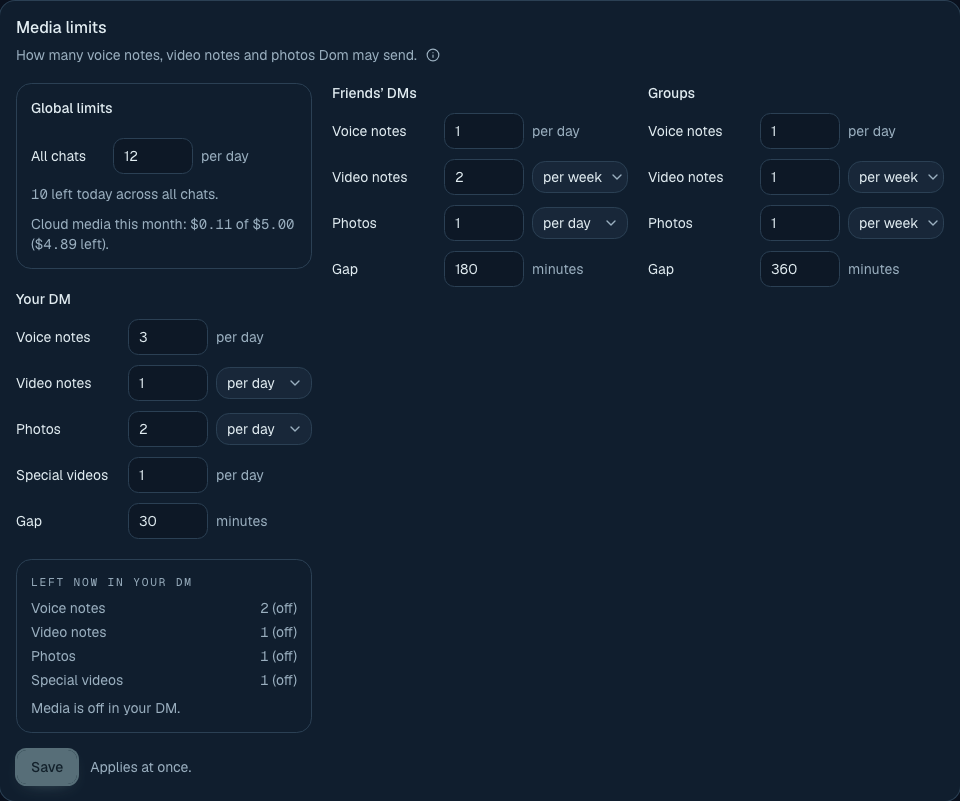 Media limits
How many voice notes, video notes and photos Dom may send.
Global limits
All chats 12 per day
10 left today across all chats.
Cloud media this month: $0.11 of $5.00
($4.89 left).
Your DM
Voice notes 3 per day
Video notes 1 per day
Photos 2 per day
Special videos 1 per day
Gap 30 minutes
LEFT NOW IN YOUR DM
Voice notes 2 (off)
Video notes 1 (off)
Photos 1 (off)
Special videos 1 (off)
Media is off in your DM.
Friends’ DMs
Voice notes 1 per day
Video notes 2 per week
Photos 1 per day
Gap 180 minutes
Groups
Voice notes 1 per day
Video notes 1 per week
Photos 1 per week
Gap 360 minutes
Save Applies at once.